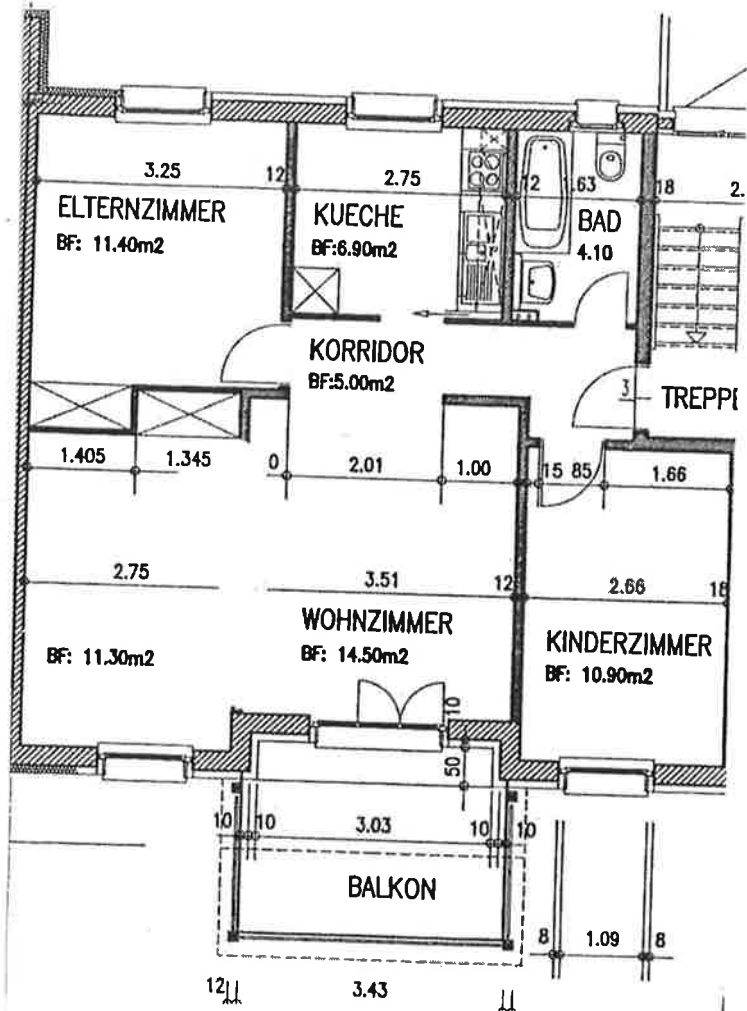 3.25
12
2.75
12
.63
18
2.
ELTERNZIMMER
BF: 11.40m2
KUECHE
BF:6.90m2
BAD
4.10
KORRIDOR
BF:5.00m2
3
TREPPE
1.405
1.345
0
2.01
1.00
15
85
1.66
2.75
3.51
12
2.66
18
WOHNZIMMER
BF: 14.50m2
BF: 11.30m2
KINDERZIMMER
BF: 10.90m2
10
50
10
10
3.03
10
10
BALKON
8
1.09
8
12
3.43